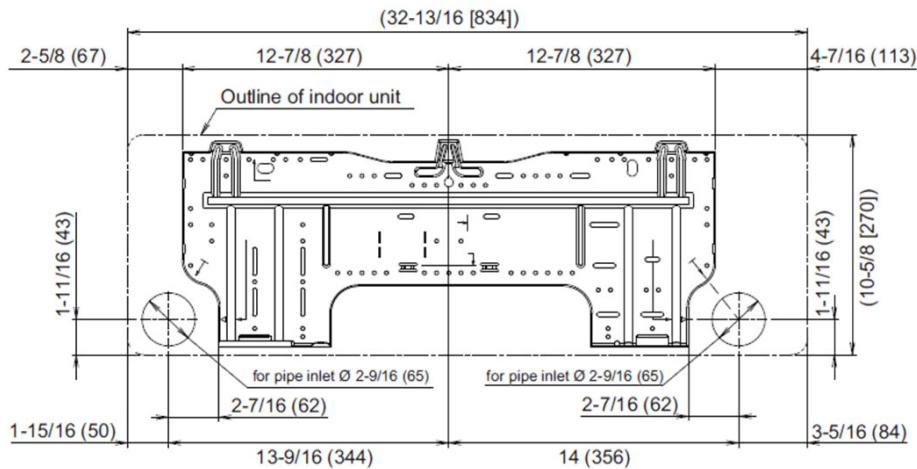 (32-13/16 [834])
2-5/8 (67) 12-7/8 (327) 12-7/8 (327) 4-7/16 (113)
Outline of indoor unit
1-11/16 (43)
1-11/16 (43)
(10-5/8 [270])
for pipe inlet Ø 2-9/16 (65) for pipe inlet Ø 2-9/16 (65)
2-7/16 (62) 2-7/16 (62)
1-15/16 (50) 3-5/16 (84)
13-9/16 (344) 14 (356)